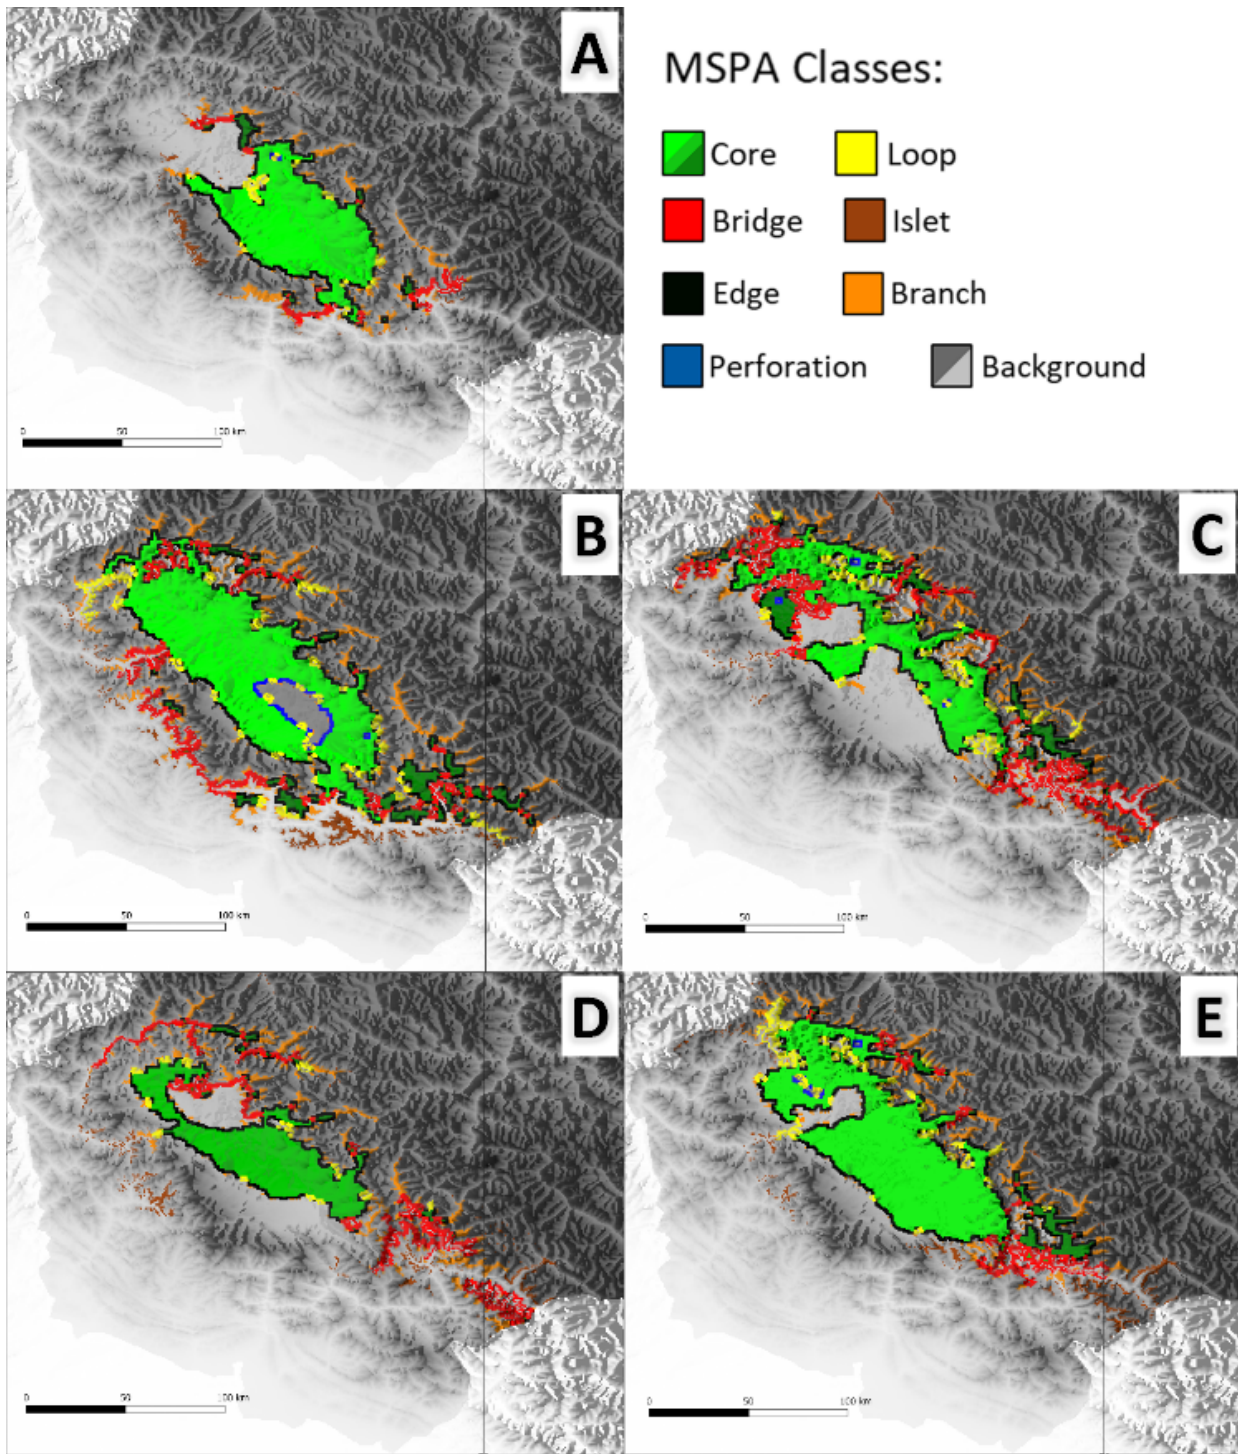 A
MSPA Classes:
Core
Loop
Bridge
Islet
Edge
Branch
Perforation
Background
0 50 100 km
B
C
0 50 100 km
0 50 100 km
D
E
0 50 100 km
0 50 100 km